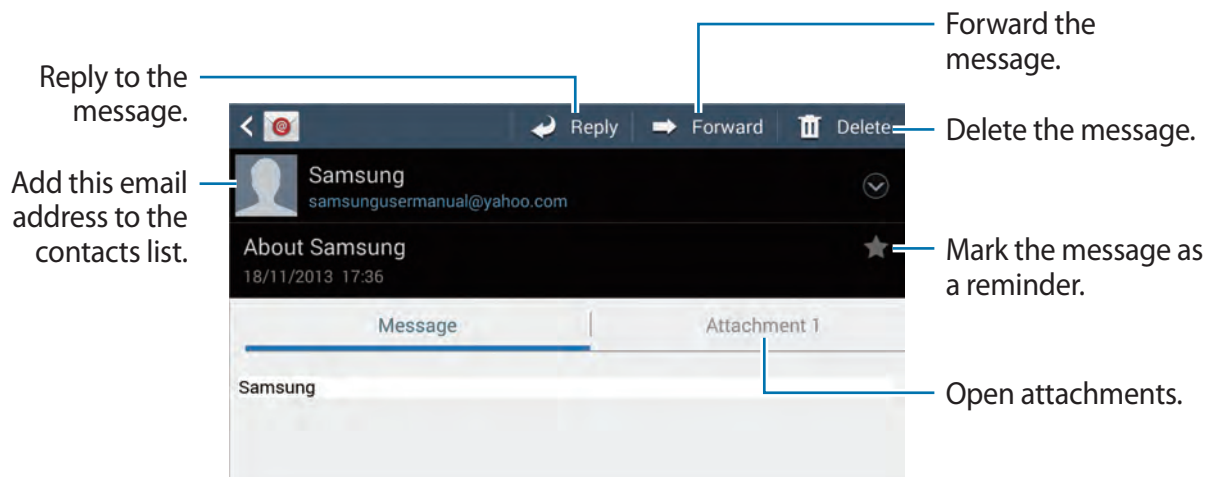 Forward the
message.
Reply to the
message.
Reply
Forward
Delete
Delete the message.
Add this email
address to the
contacts list.
Samsung
samsungusermanual@yahoo.com
About Samsung
18/11/2013 17:36
Mark the message as
a reminder.
Message
Attachment 1
Samsung
Open attachments.